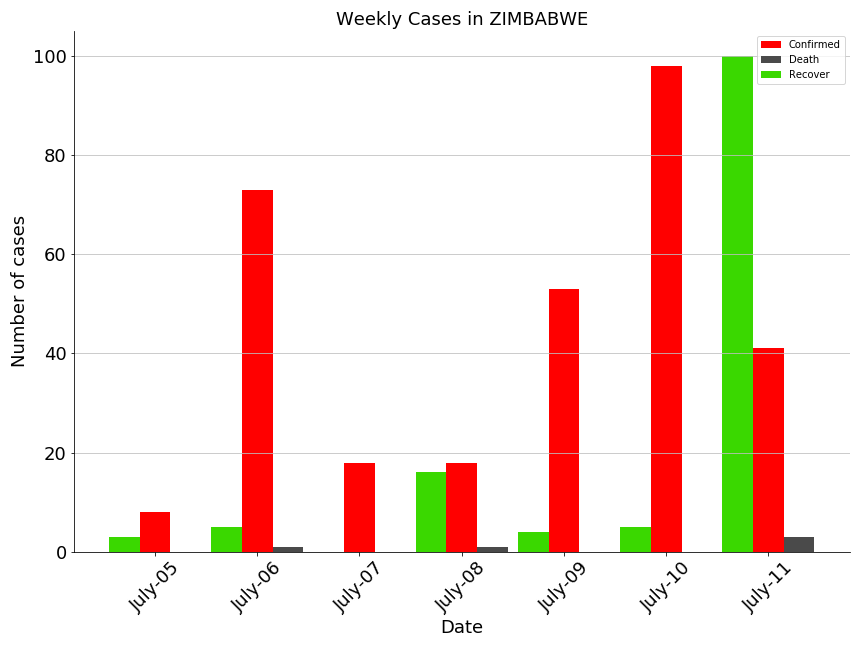 Weekly Cases in ZIMBABWE
Confirmed
Death
Recover
Number of cases
100
80
60
40
20
0
July-05
July-06
July-07
July-08
July-09
July-10
July-11
Date